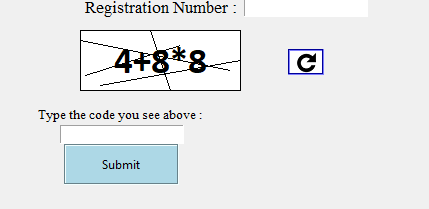 Registration Number :
4+8*8
Type the code you see above :
Submit